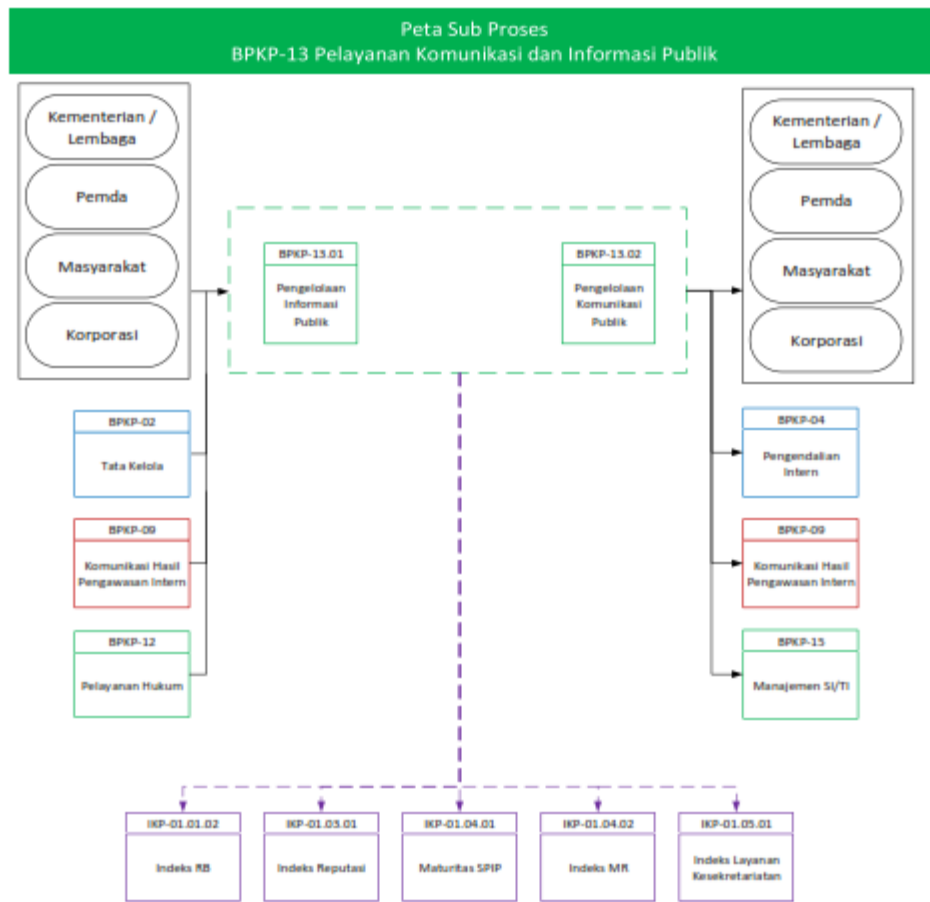 Peta Sub Proses
BPKP-13 Pelayanan Komunikasi dan Informasi Publik
Kementerian /
Lembaga
Pemda
Masyarakat
Korporasi
BPKP-02
Tata Kelola
BPKP-09
Komunikasi Hasil
Pengawasan Intern
BPKP-12
Pelayanan Hukum
BPKP-13.01
Pengelolaan
Informasi
Publik
BPKP-13.02
Pengelolaan
Komunikasi
Publik
Kementerian /
Lembaga
Pemda
Masyarakat
Korporasi
BPKP-04
Pengendalian
Intern
BPKP-09
Komunikasi Hasil
Pengawasan Intern
BPKP-15
Manajemen SI/TI
IKP-01.01.02
Indeks RB
IKP-01.03.01
Indeks Reputasi
IKP-01.04.01
Maturitas SPIP
IKP-01.04.02
Indeks MR
IKP-01.05.01
Indeks Layanan
Kesekretariatan